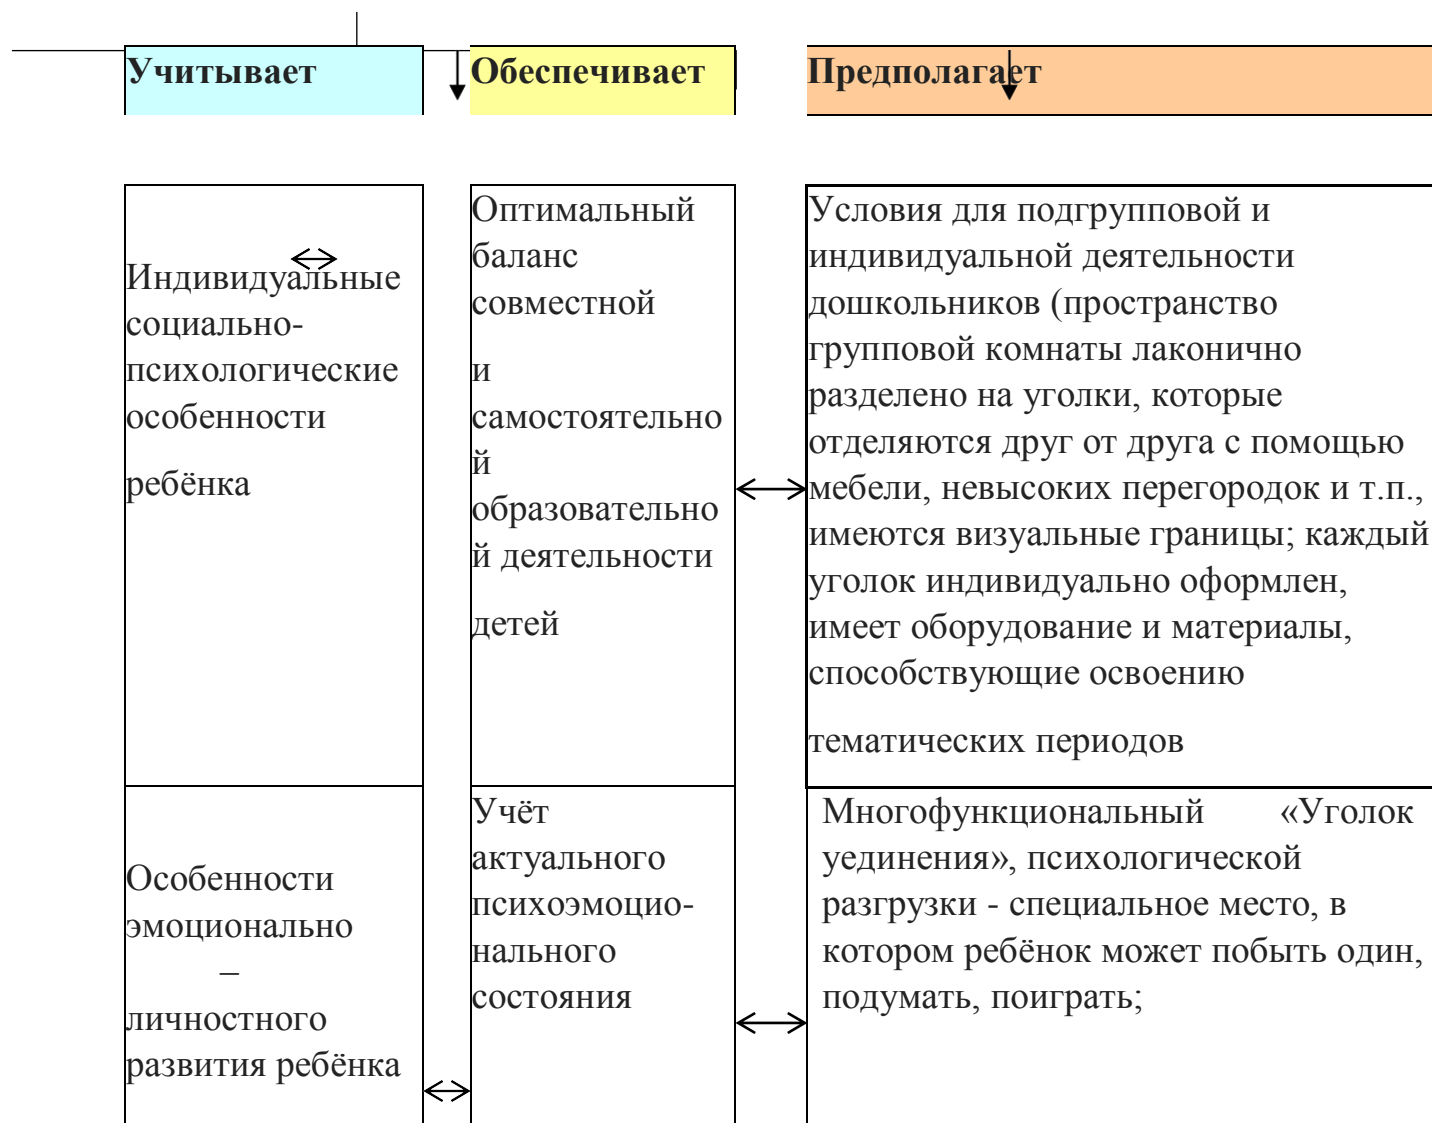 Учитывает
Обеспечивает
Предполагает
Индивидуальные
социально-
психологические
особенности
ребёнка
Оптимальный
баланс
совместной
и
самостоятельно
й
образовательно
й деятельности
детей
Условия для подгрупповой и
индивидуальной деятельности
дошкольников (пространство
групповой комнаты лаконично
разделено на уголки, которые
отделяются друг от друга с помощью
мебели, невысоких перегородок и т.п.,
имеются визуальные границы; каждый
уголок индивидуально оформлен,
имеет оборудование и материалы,
способствующие освоению
тематических периодов
Особенности
эмоционально
–
личностного
развития ребёнка
Учёт
актуального
психоэмоцио-
нального
состояния
Многофункциональный «Уголок
уединения», психологической
разгрузки - специальное место, в
котором ребёнок может побыть один,
подумать, поиграть;